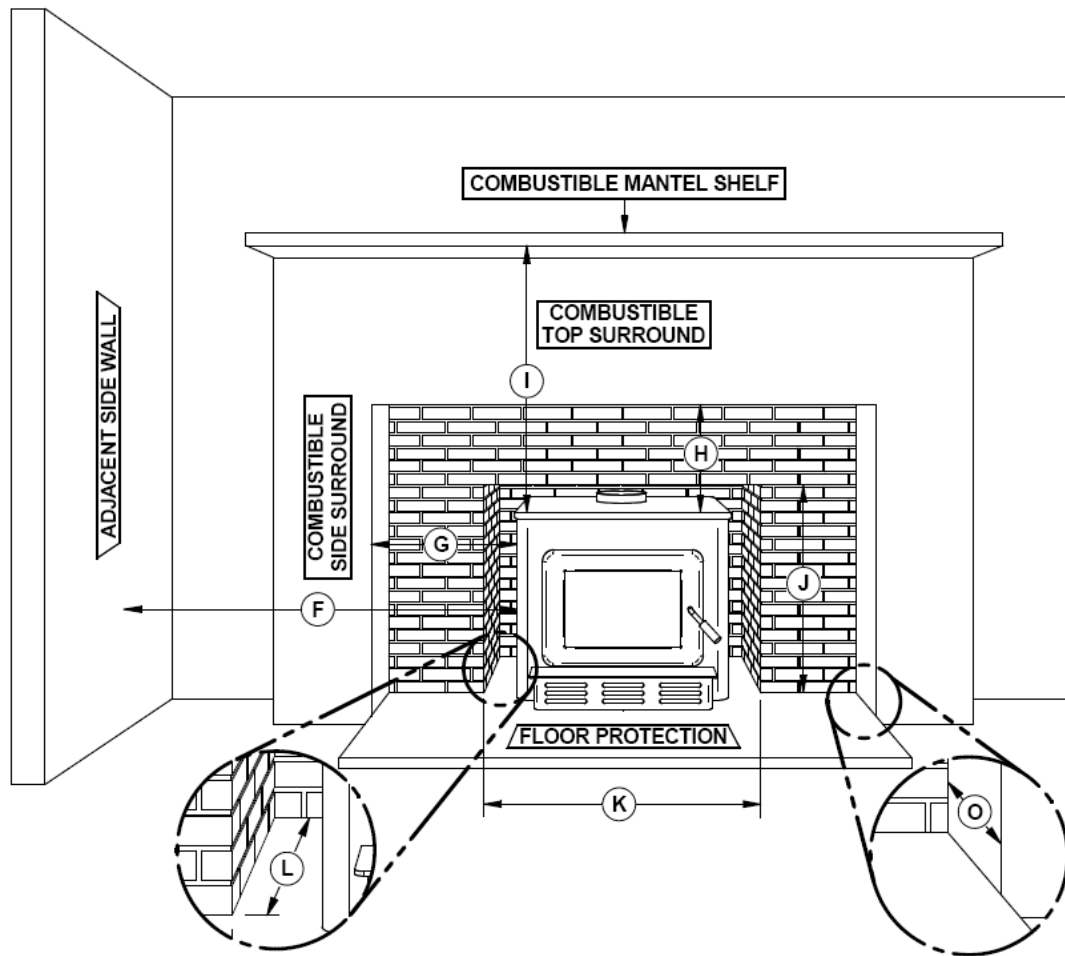 COMBUSTIBLE MANTEL SHELF
COMBUSTIBLE
TOP SURROUND
ADJACENT SIDE WALL
I
COMBUSTIBLE
SIDE SURROUND
H
G
J
F
FLOOR PROTECTION
K
O
L